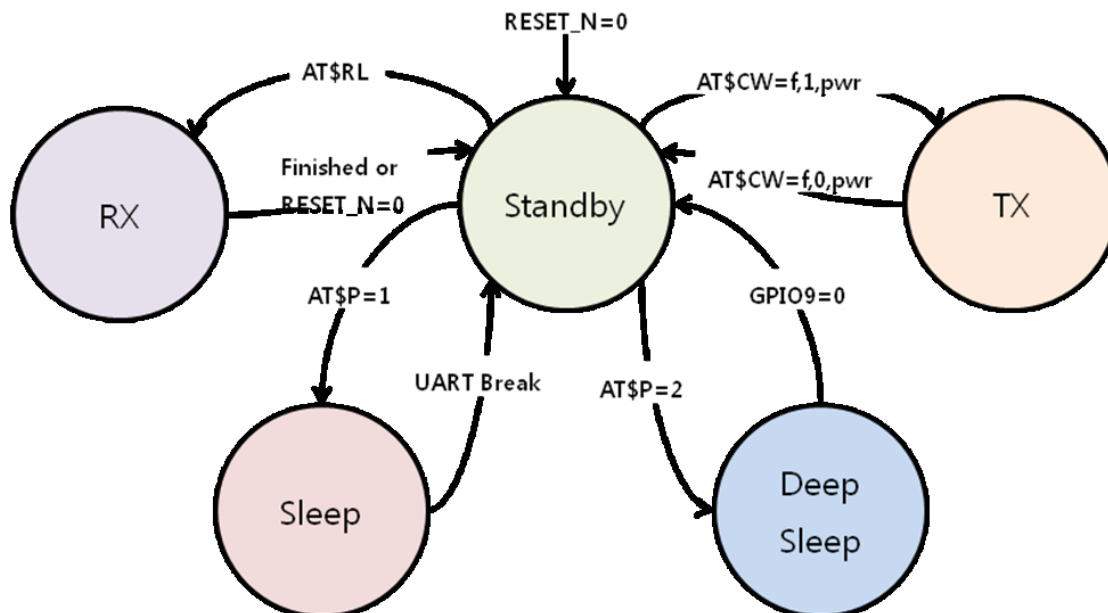 RESET_N=0
AT$RL
AT$CW=f,1,pwr
Finished or
RESET_N=0
RX
Standby
AT$CW=f,0,pwr
TX
AT$P=1
GPIO9=0
UART Break
AT$P=2
Sleep
Deep
Sleep